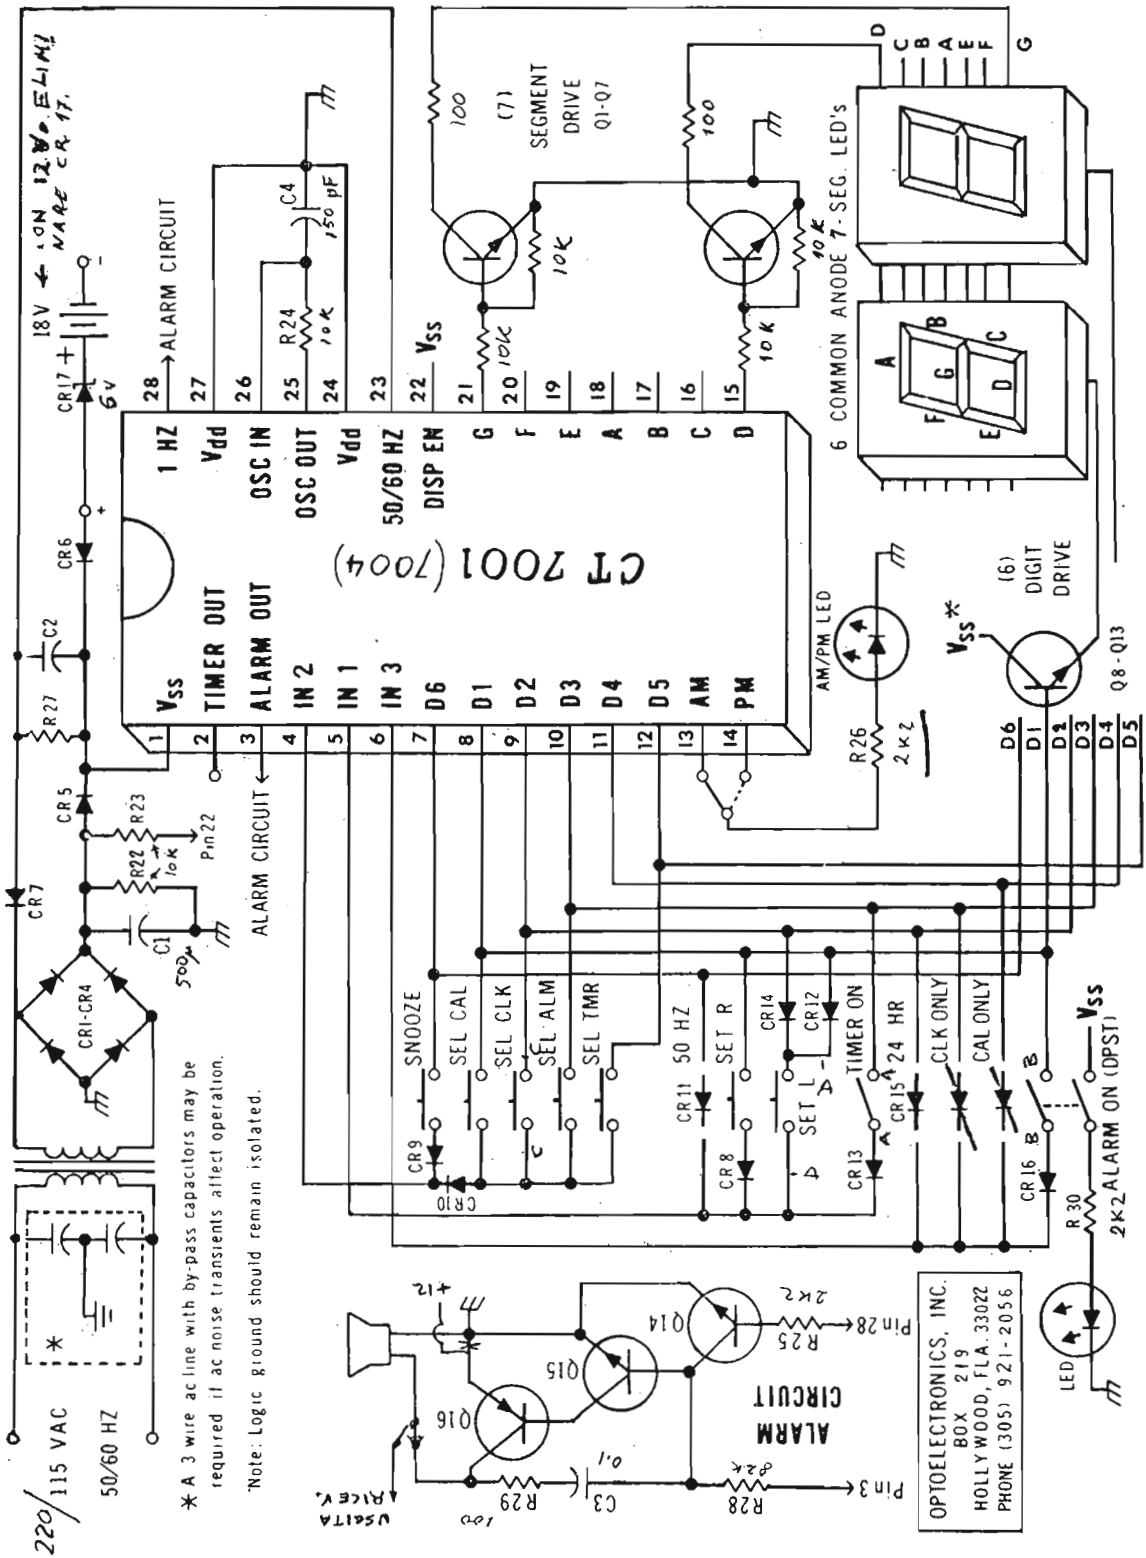 220/
115 VAC
50/60 HZ
*
* A 3 wire ac line with by-pass capacitors may be
required if ac noise transients affect operation.
"Note: Logic ground should remain isolated.
CR1-CR4
CR7
C1
500µ
R22
10K
R23
Pin22
CR5
R27
C2
CR6
+
CR17
6V
+
18V
-
← ON 12V. ELIMI
NARE CR 17.
ALARM CIRCUIT
ALARM CIRCUIT
1
2
3
4
5
6
7
8
9
10
11
12
13
14
VSS
TIMER OUT
ALARM OUT
IN 2
IN 1
IN 3
D6
D1
D2
D3
D4
D5
AM
PM
CT 7001 (7004)
28
27
26
25
24
23
22
21
20
19
18
17
16
15
1 HZ
Vdd
OSC IN
OSC OUT
Vdd
50/60 HZ
DISP EN
G
F
E
A
B
C
D
R24
10K
C4
150 pF
VSS
100
10K
10K
(7)
SEGMENT
DRIVE
Q1-Q7
100
10K
10K
D
C
B
A
E
F
G
6 COMMON ANODE 7-SEG. LED's
A
B
C
D
E
F
G
AM/PM LED
R26
2K2
VSS*
(6)
DIGIT
DRIVE
Q8-Q13
D6
D1
D2
D3
D4
D5
SNOOZE
SEL CAL
SEL CLK
SEL ALM
SEL TMR
CR9
CR10
C
C
50 HZ
CR11
SET R
CR8
SET L
CR14
CR12
A
A
TIMER ON
CR13
A
A
24 HR
CR15
CLK ONLY
CAL ONLY
CR16
B
B
VSS
ALARM ON (DPST)
R30
2K2
LED
USCITA
RICEV.
+12
Q16
Q15
Q14
100
R29
C3
0.1
R28
82K
R25
2K2
Pin28
Pin3
ALARM
CIRCUIT
OPTOELECTRONICS, INC.
BOX 219
HOLLYWOOD, FLA. 33022
PHONE (305) 921-2056